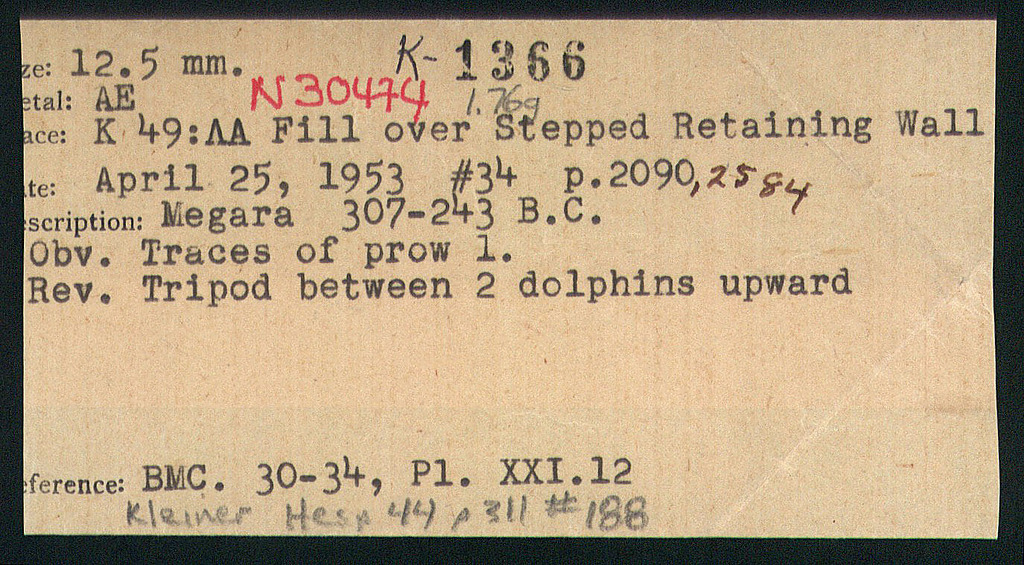 ze: 12.5 mm. K-1366
etal: AE N30474 1.76g
ace: K 49:ΛΛ Fill over Stepped Retaining Wall
te: April 25, 1953 #34 p.2090,2584
scription: Megara 307-243 B.C.
Obv. Traces of prow l.
Rev. Tripod between 2 dolphins upward
eference: BMC. 30-34, Pl. XXI.12
Kleiner Hesp 44 p 311 #188